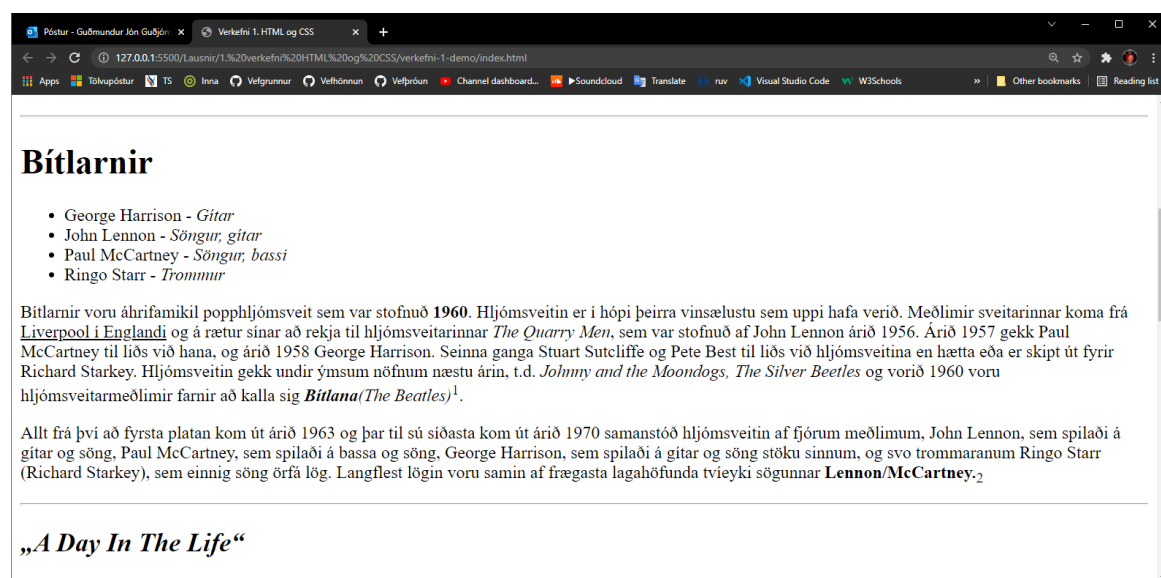 Póstur - Guðmundur Jón Guðjón
Verkefni 1. HTML og CSS
127.0.0.1:5500/Lausnir/1.%20verkefni%20HTML%20og%20CSS/verkefni-1-demo/index.html
Apps Tölvupóstur TS Inna Vefgrunnur Vefhönnun Vefþróun Channel dashboard... ▶Soundcloud Translate ruv Visual Studio Code W3Schools » Other bookmarks Reading list
Bítlarnir
• George Harrison - Gítar
• John Lennon - Söngur, gítar
• Paul McCartney - Söngur, bassi
• Ringo Starr - Trommur
Bítlarnir voru áhrifamikil popphljómsveit sem var stofnuð 1960. Hljómsveitin er í hópi þeirra vinsælustu sem uppi hafa verið. Meðlimir sveitarinnar koma frá
Liverpool í Englandi og á rætur sínar að rekja til hljómsveitarinnar The Quarry Men, sem var stofnuð af John Lennon árið 1956. Árið 1957 gekk Paul
McCartney til liðs við hana, og árið 1958 George Harrison. Seinna ganga Stuart Sutcliffe og Pete Best til liðs við hljómsveitina en hætta eða er skipt út fyrir
Richard Starkey. Hljómsveitin gekk undir ýmsum nöfnum næstu árin, t.d. Johnny and the Moondogs, The Silver Beetles og vorið 1960 voru
hljómsveitarmeðlimir farnir að kalla sig Bítlana(The Beatles)1.
Allt frá því að fyrsta platan kom út árið 1963 og þar til sú síðasta kom út árið 1970 samanstóð hljómsveitin af fjórum meðlimum, John Lennon, sem spilaði á
gítar og söng, Paul McCartney, sem spilaði á bassa og söng, George Harrison, sem spilaði á gítar og söng stöku sinnum, og svo trommaranum Ringo Starr
(Richard Starkey), sem einnig söng örfá lög. Langflest lögin voru samin af frægasta lagahöfunda tvíeyki sögunnar Lennon/McCartney.2
„A Day In The Life“